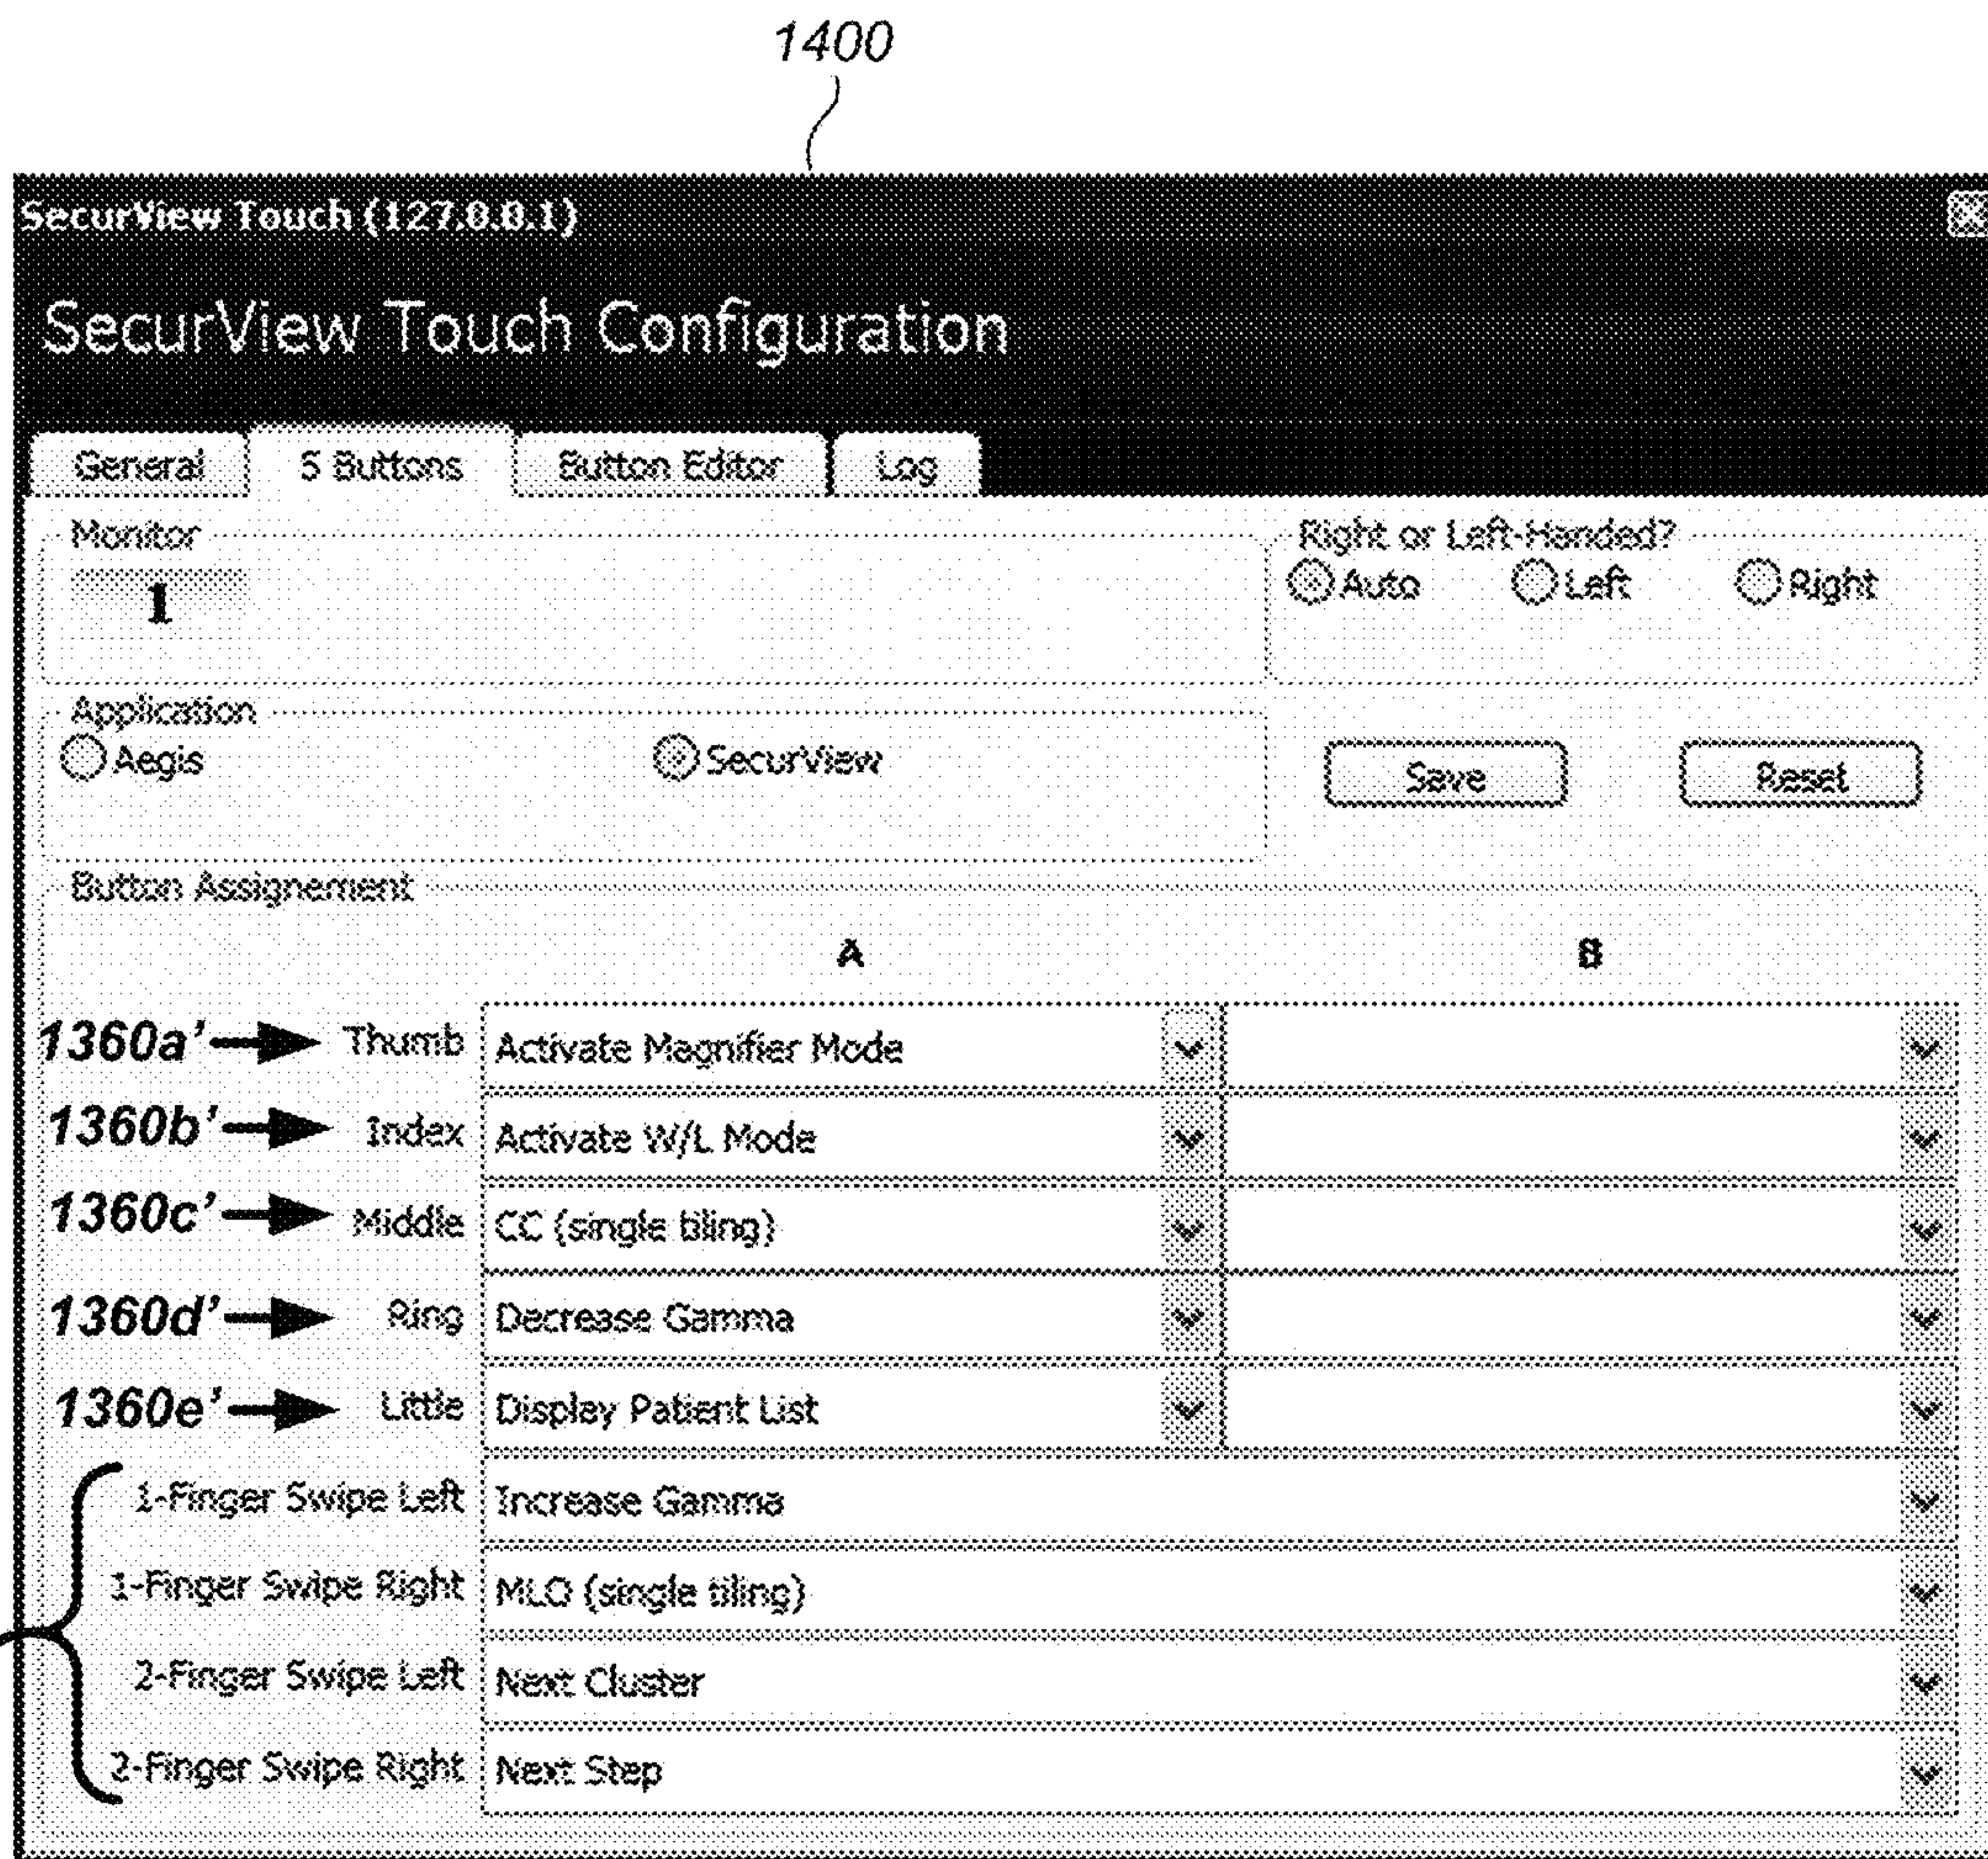 1400
SecurView Touch (127.0.0.1)
SecurView Touch Configuration
General 5 Buttons Button Editor Log
Monitor Right or Left-Handed?
1 Auto Left Right
Application
Aegis SecurView Save Reset
Button Assignement
A B
1360a' Thumb Activate Magnifier Mode
1360b' Index Activate W/L Mode
1360c' Middle CC (single tiling)
1360d' Ring Decrease Gamma
1360e' Little Display Patient List
1-Finger Swipe Left Increase Gamma
1-Finger Swipe Right MLO (single tiling)
2-Finger Swipe Left Next Cluster
2-Finger Swipe Right Next Step